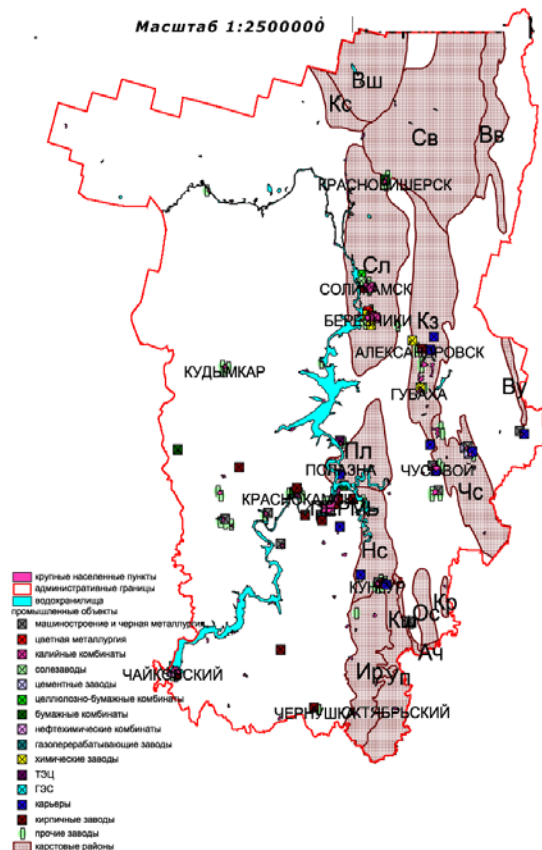 Масштаб 1:2500000
Вш
Кс
Св
Вв
КРАСНОВИШЕРСК
Сл
СОЛИКАМСК
БЕРЕЗНИКИ
Кз
АЛЕКСАНДРОВСК
КУДЫМКАР
ГУБАХА
Ву
Пл
ПОЛАЗНА
ЧУСОВОЙ
Чс
КРАСНОКАМСК
ПЕРМЬ
Нс
КУНГУР
Кр
Ос
Кш
Ач
Ир
Уп
ЧАЙКОВСКИЙ
ЧЕРНУШКА
ОКТЯБРЬСКИЙ
крупные населенные пункты
административные границы
водохранилища
промышленные объекты
машиностроение и черная металлургия
цветная металлургия
калийные комбинаты
солезаводы
цементные заводы
целлюлозно-бумажные комбинаты
бумажные комбинаты
нефтехимические комбинаты
газоперерабатывающие заводы
химические заводы
ТЭЦ
ГЭС
карьеры
кирпичные заводы
прочие заводы
карстовые районы